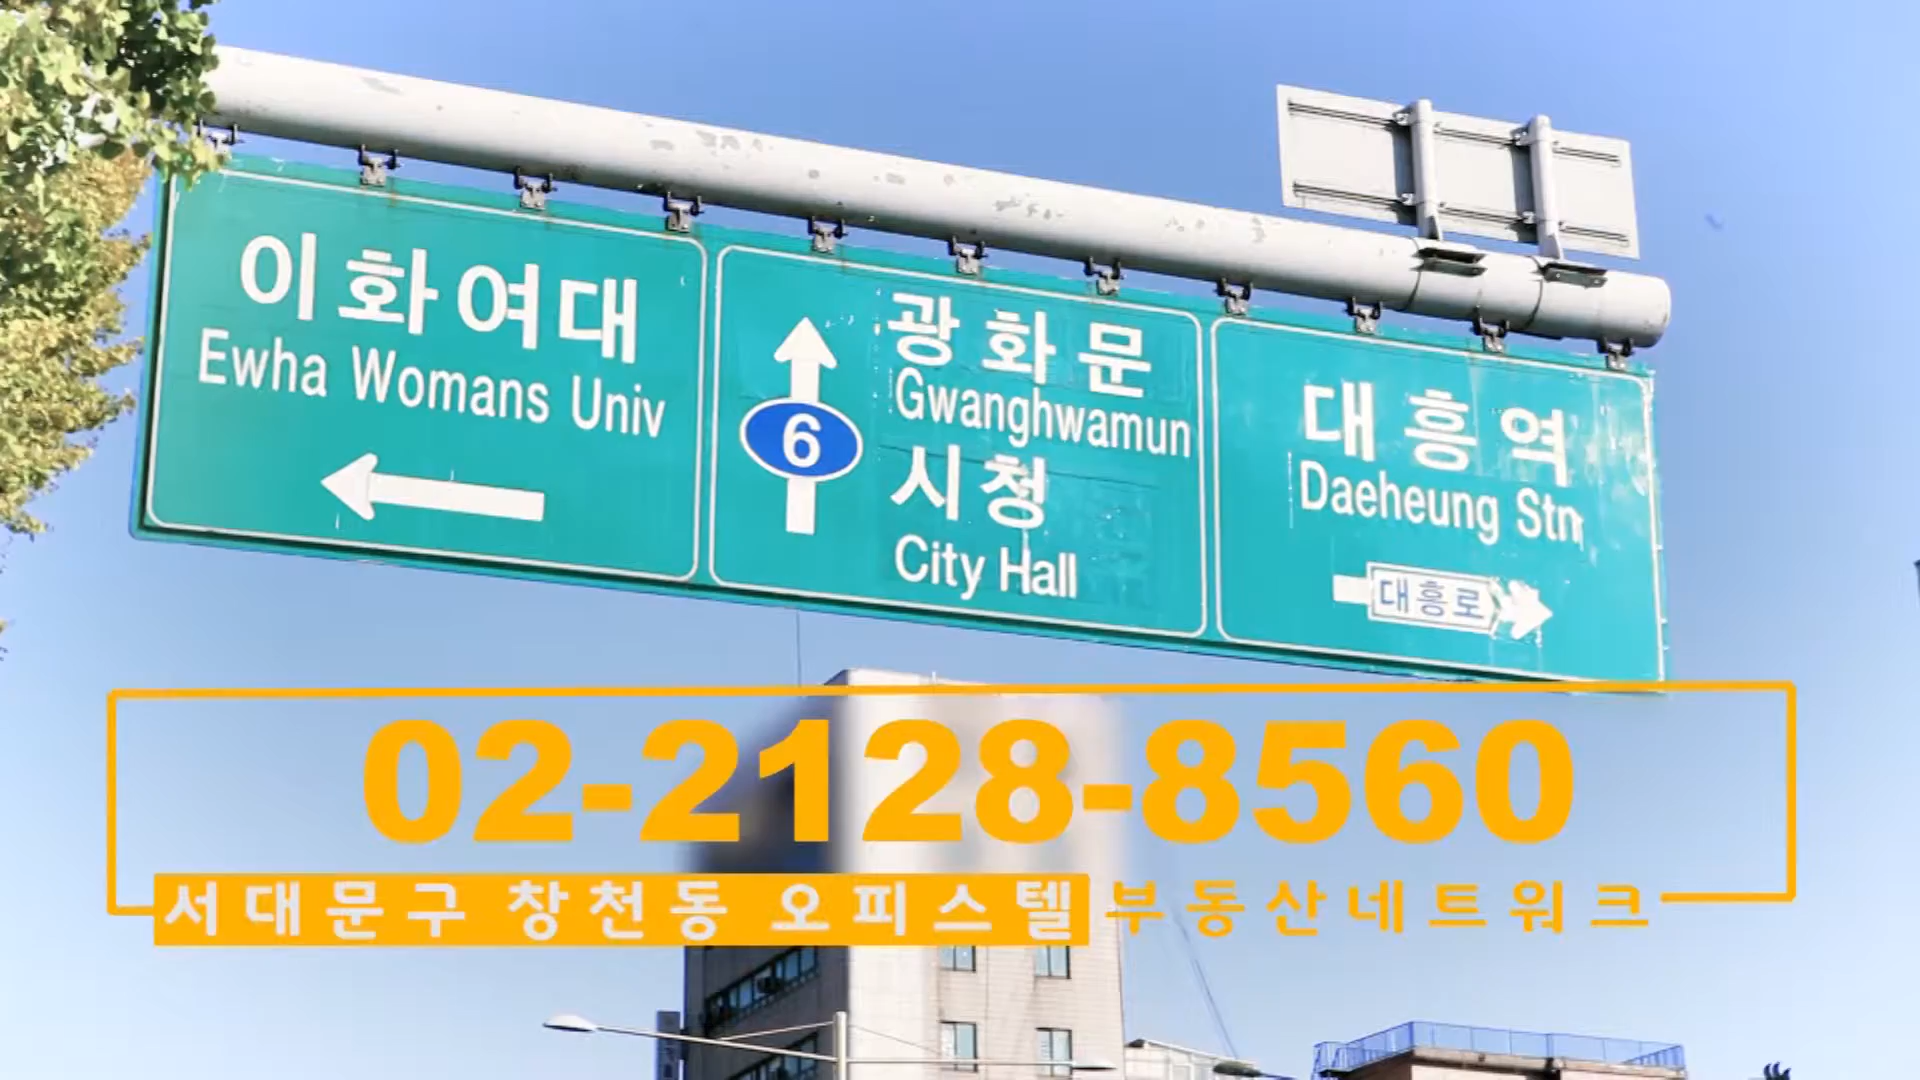 이화여대
Ewha Womans Univ
6
광화문
Gwanghwamun
시청
City Hall
대흥역
Daeheung Stn
대흥로
02-2128-8560
서대문구 창천동 오피스텔 부동산네트워크